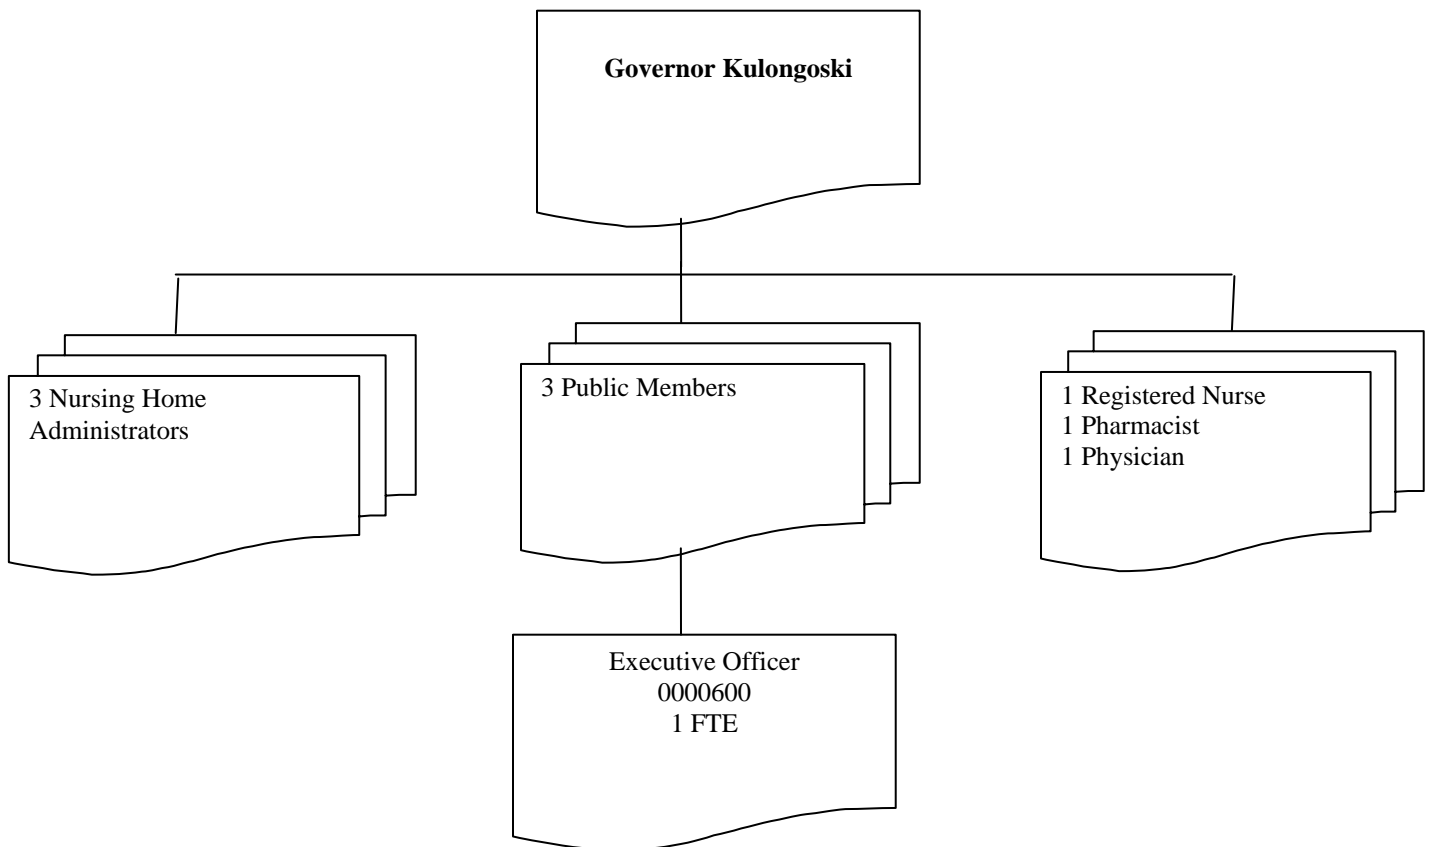 Governor Kulongoski
3 Nursing Home
Administrators
3 Public Members
1 Registered Nurse
1 Pharmacist
1 Physician
Executive Officer
0000600
1 FTE